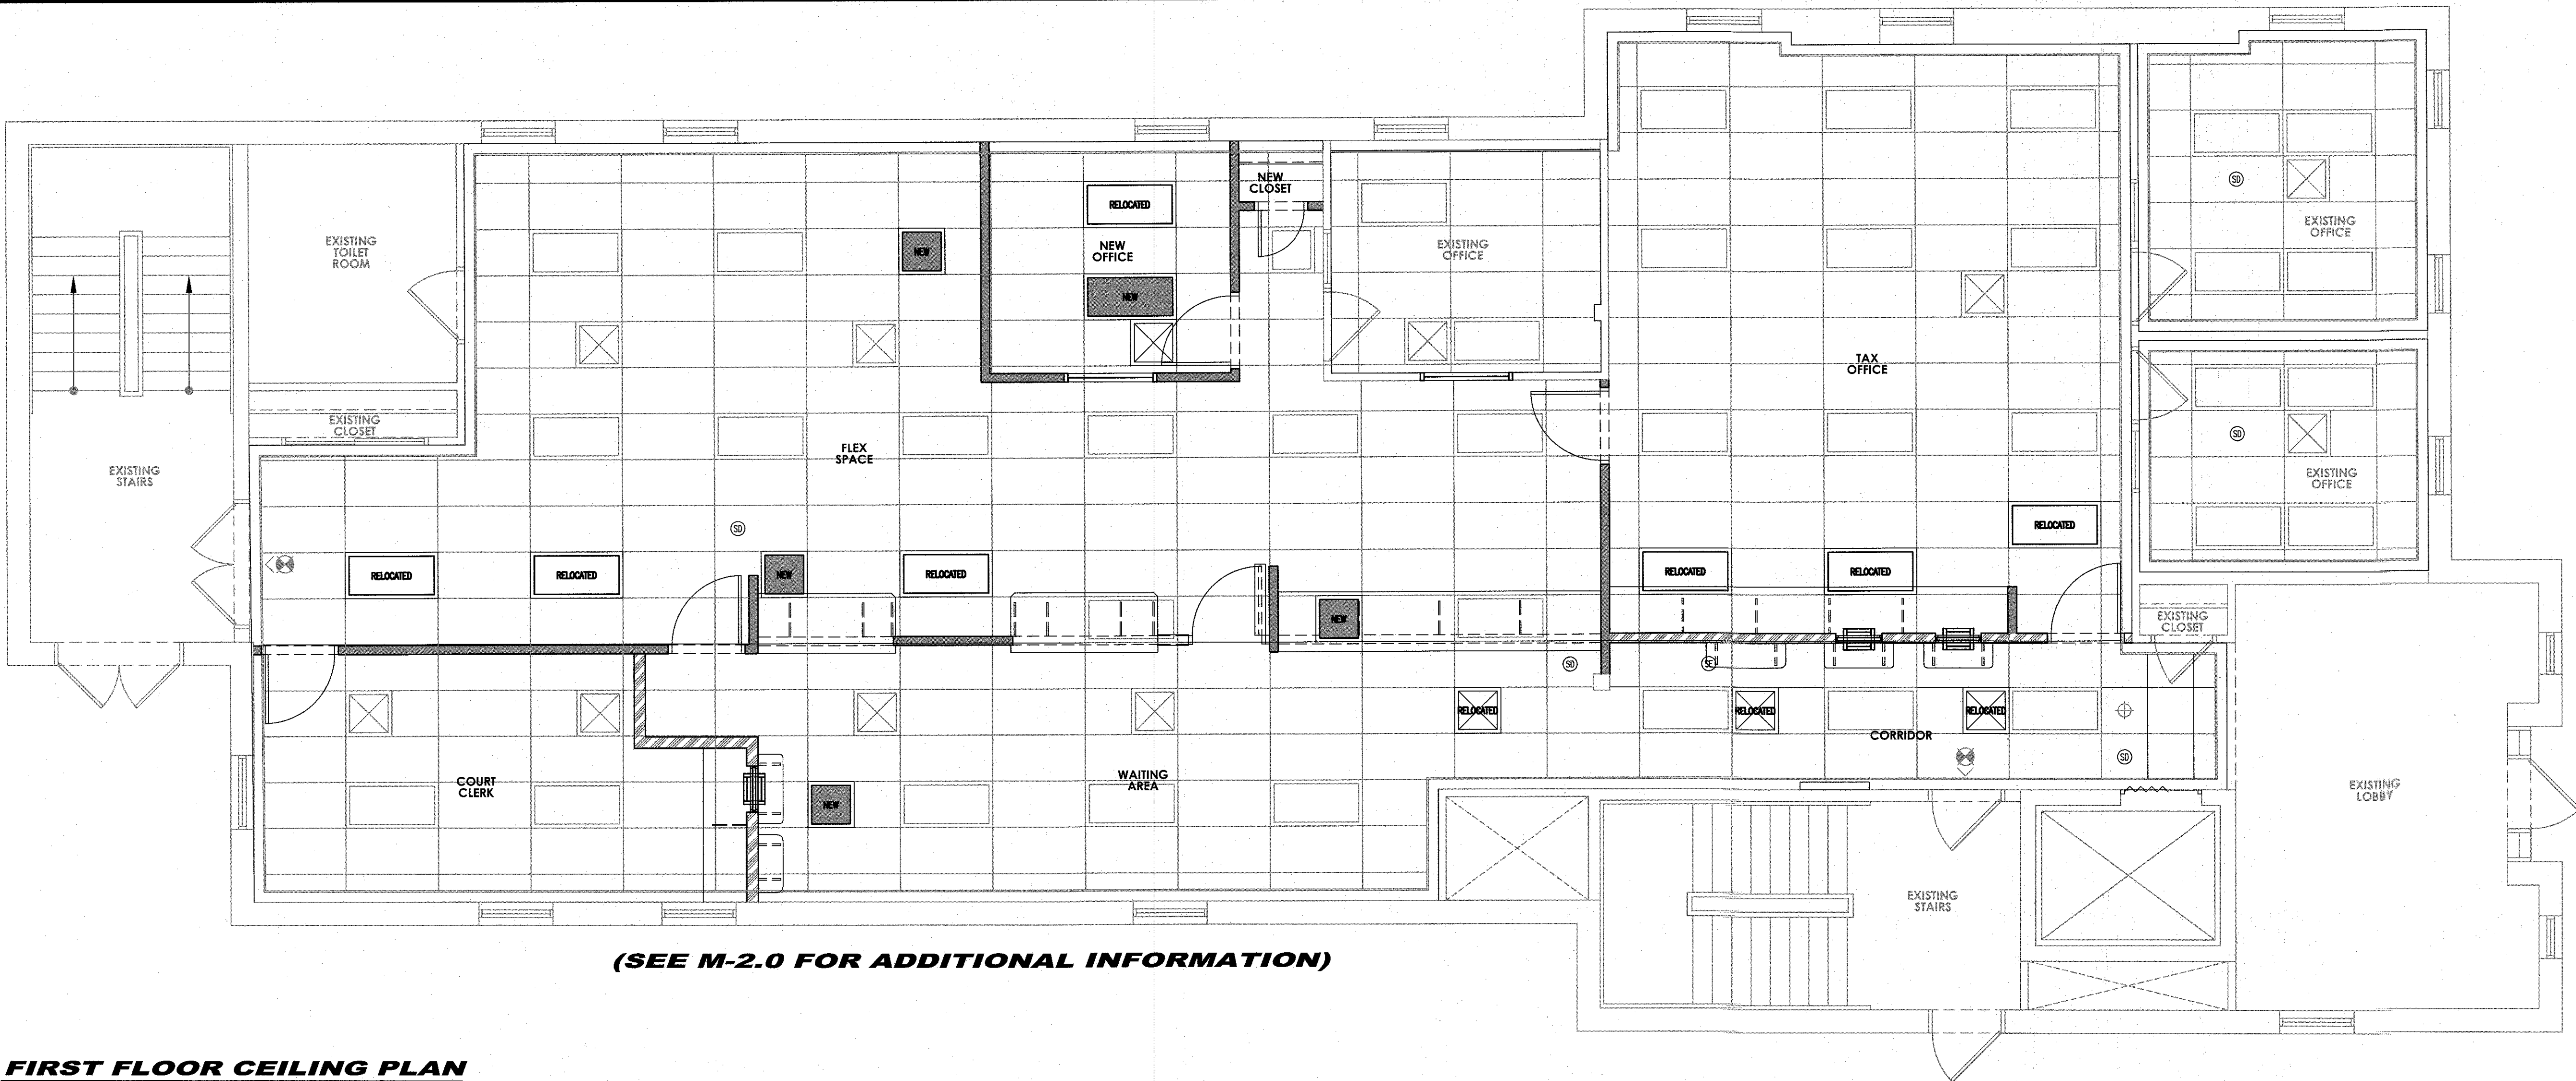 NEW
CLOSET
RELOCATED
SD
EXISTING
OFFICE
EXISTING
TOILET
ROOM
NEW
NEW
OFFICE
EXISTING
OFFICE
NEW
TAX
OFFICE
EXISTING
CLOSET
FLEX
SPACE
SD
EXISTING
OFFICE
EXISTING
STAIRS
SD
RELOCATED
RELOCATED
RELOCATED
NEW
RELOCATED
RELOCATED
RELOCATED
NEW
EXISTING
CLOSET
SD
RELOCATED
RELOCATED
RELOCATED
CORRIDOR
SD
COURT
CLERK
WAITING
AREA
NEW
EXISTING
LOBBY
EXISTING
STAIRS
(SEE M-2.0 FOR ADDITIONAL INFORMATION)
FIRST FLOOR CEILING PLAN